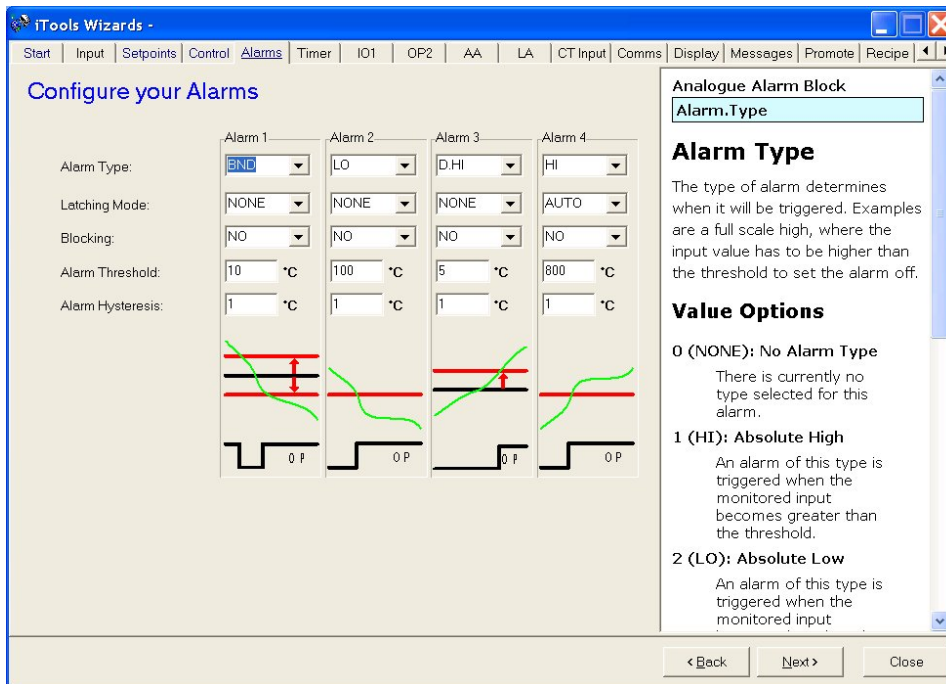 iTools Wizards -
Start Input Setpoints Control Alarms Timer IO1 OP2 AA LA CT Input Comms Display Messages Promote Recipe
Configure your Alarms
Alarm 1 Alarm 2 Alarm 3 Alarm 4
Alarm Type: BND LO D.HI HI
Latching Mode: NONE NONE NONE AUTO
Blocking: NO NO NO NO
Alarm Threshold: 10 °C 100 °C 5 °C 800 °C
Alarm Hysteresis: 1 °C 1 °C 1 °C 1 °C
OP OP OP OP
Analogue Alarm Block
Alarm.Type
Alarm Type
The type of alarm determines
when it will be triggered. Examples
are a full scale high, where the
input value has to be higher than
the threshold to set the alarm off.
Value Options
0 (NONE): No Alarm Type
There is currently no
type selected for this
alarm.
1 (HI): Absolute High
An alarm of this type is
triggered when the
monitored input
becomes greater than
the threshold.
2 (LO): Absolute Low
An alarm of this type is
triggered when the
monitored input
< Back Next > Close